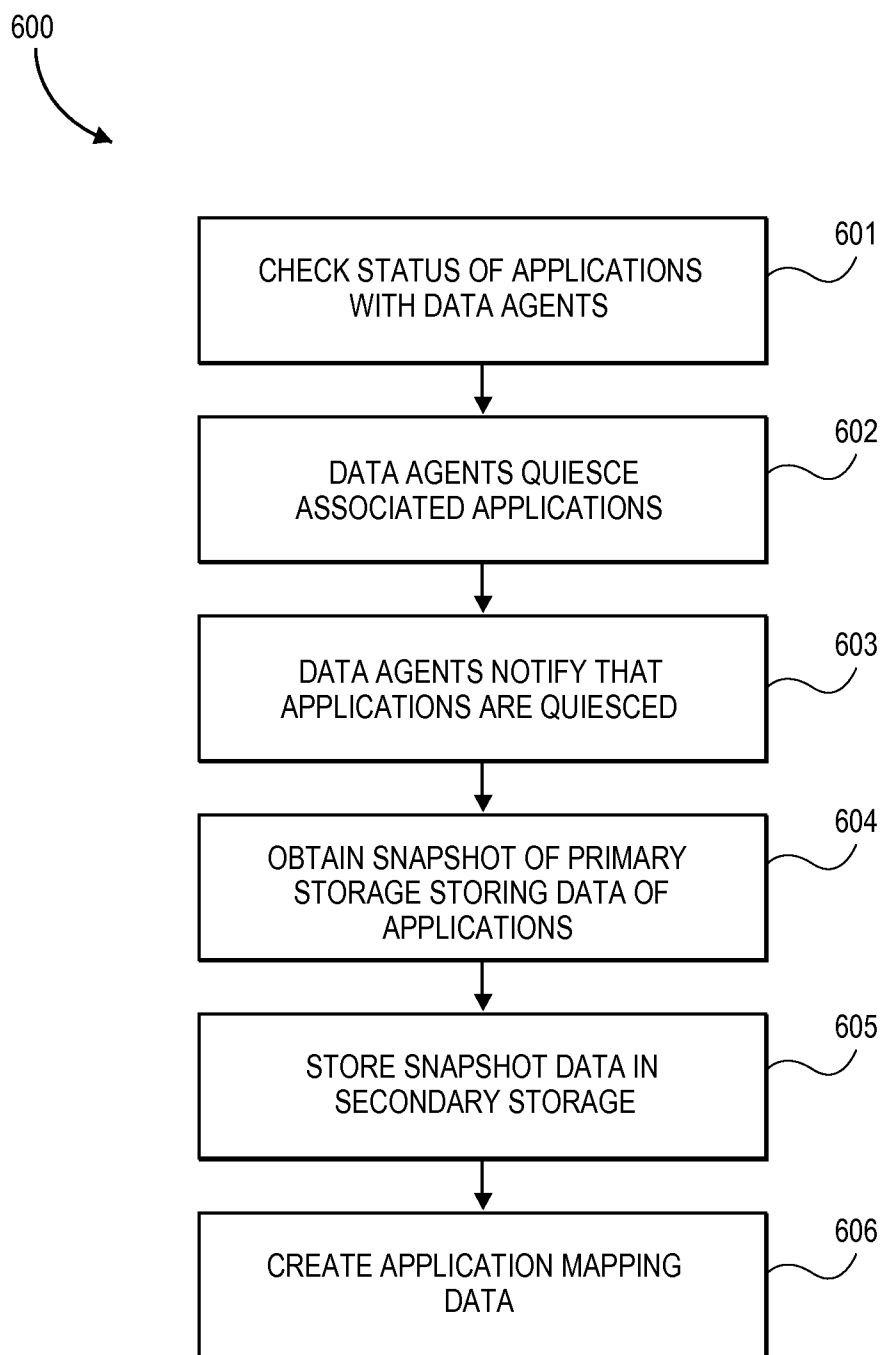 600
601
CHECK STATUS OF APPLICATIONS
WITH DATA AGENTS
602
DATA AGENTS QUIESCE
ASSOCIATED APPLICATIONS
603
DATA AGENTS NOTIFY THAT
APPLICATIONS ARE QUIESCED
604
OBTAIN SNAPSHOT OF PRIMARY
STORAGE STORING DATA OF
APPLICATIONS
605
STORE SNAPSHOT DATA IN
SECONDARY STORAGE
606
CREATE APPLICATION MAPPING
DATA